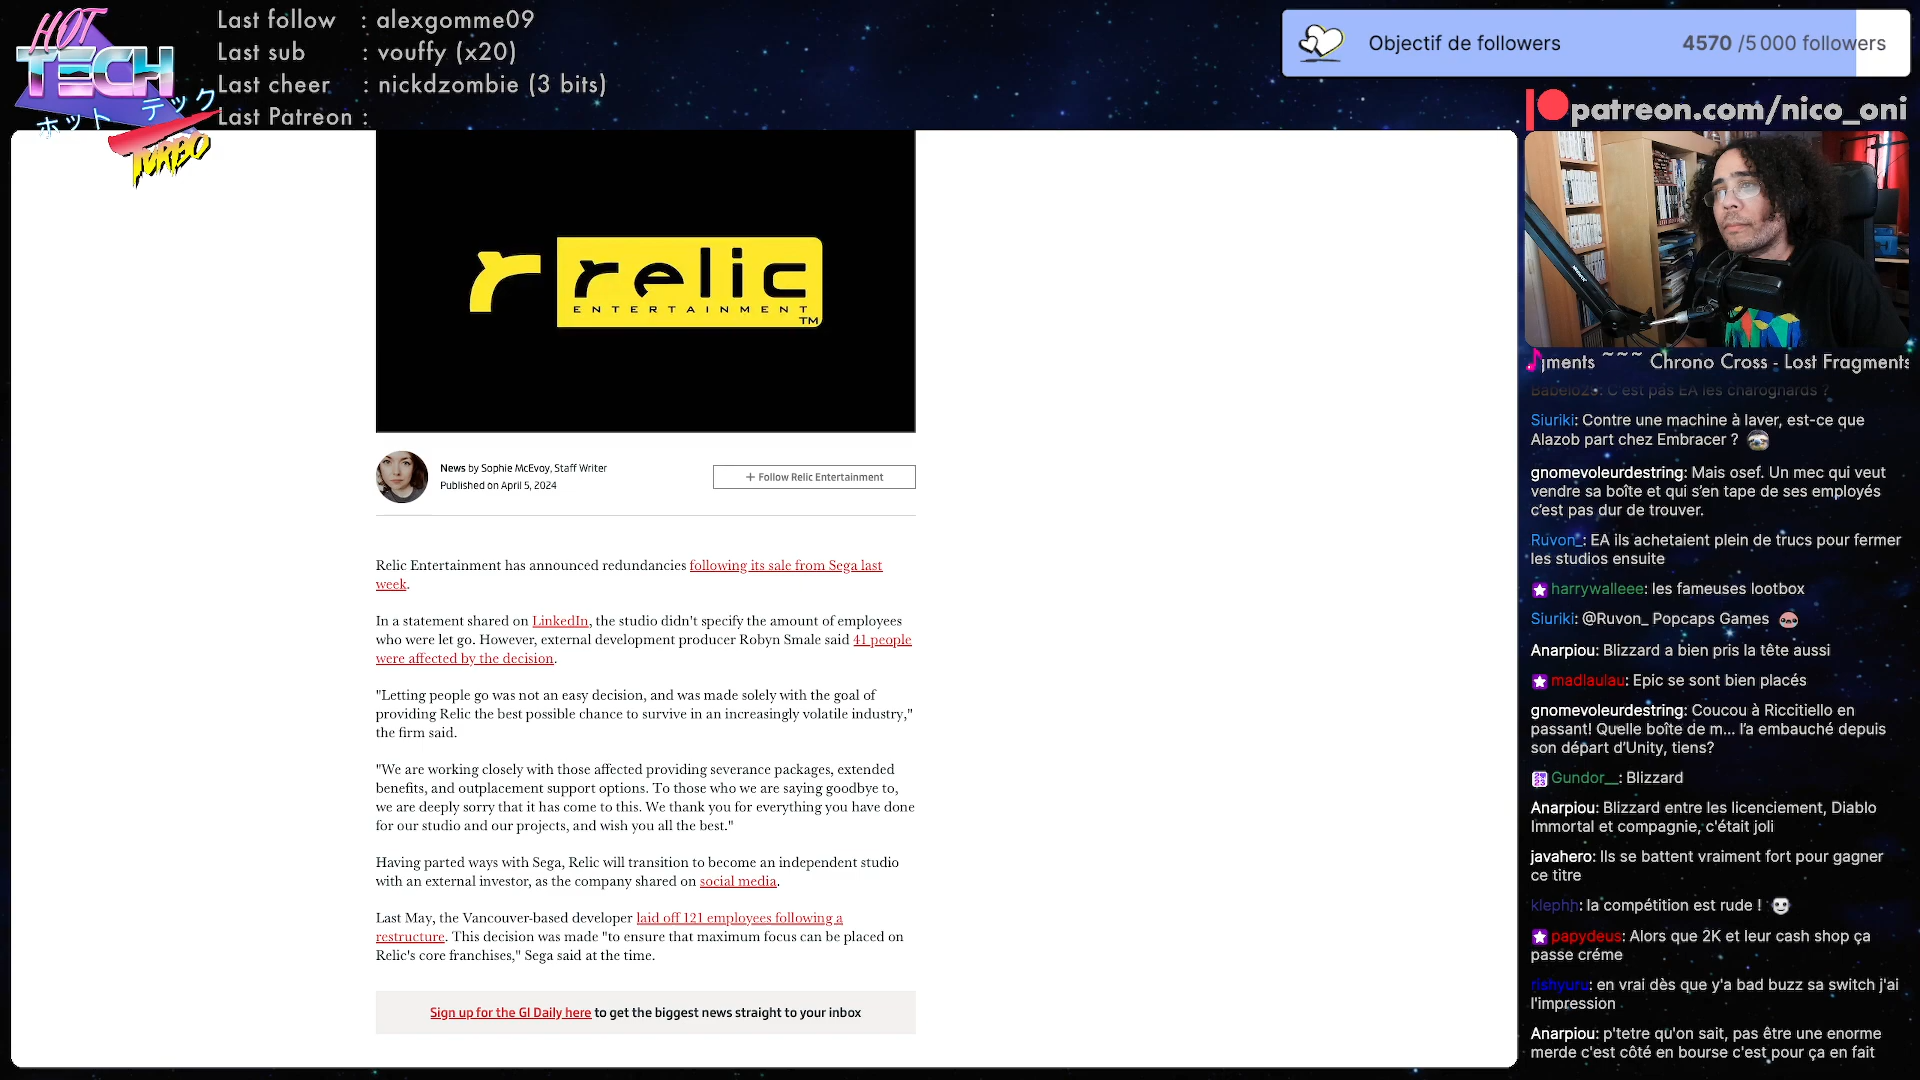 HOT
TECH
ホット テック
TURBO
Last follow : alexgomme09
Last sub : vouffy (x20)
Last cheer : nickdzombie (3 bits)
Last Patreon :
Objectif de followers 4570 /5 000 followers
patreon.com/nico_oni
r relic
ENTERTAINMENT
TM
News by Sophie McEvoy, Staff Writer
Published on April 5, 2024
+ Follow Relic Entertainment
Relic Entertainment has announced redundancies following its sale from Sega last
week.
In a statement shared on LinkedIn, the studio didn't specify the amount of employees
who were let go. However, external development producer Robyn Smale said 41 people
were affected by the decision.
"Letting people go was not an easy decision, and was made solely with the goal of
providing Relic the best possible chance to survive in an increasingly volatile industry,"
the firm said.
"We are working closely with those affected providing severance packages, extended
benefits, and outplacement support options. To those who we are saying goodbye to,
we are deeply sorry that it has come to this. We thank you for everything you have done
for our studio and our projects, and wish you all the best."
Having parted ways with Sega, Relic will transition to become an independent studio
with an external investor, as the company shared on social media.
Last May, the Vancouver-based developer laid off 121 employees following a
restructure. This decision was made "to ensure that maximum focus can be placed on
Relic's core franchises," Sega said at the time.
Sign up for the GI Daily here to get the biggest news straight to your inbox
gments ~~~ Chrono Cross - Lost Fragments
C'est pas EA les charognards ?
Siuriki: Contre une machine à laver, est-ce que
Alazob part chez Embracer ?
gnomevoleurdestring: Mais osef. Un mec qui veut
vendre sa boîte et qui s’en tape de ses employés
c’est pas dur de trouver.
Ruvon_: EA ils achetaient plein de trucs pour fermer
les studios ensuite
harrywalleee: les fameuses lootbox
Siuriki: @Ruvon_ Popcaps Games
Anarpiou: Blizzard a bien pris la tête aussi
madlaulau: Epic se sont bien placés
gnomevoleurdestring: Coucou à Riccitiello en
passant! Quelle boîte de m... l’a embauché depuis
son départ d’Unity, tiens?
Gundor__: Blizzard
Anarpiou: Blizzard entre les licenciement, Diablo
Immortal et compagnie, c'était joli
javahero: Ils se battent vraiment fort pour gagner
ce titre
klephh: la compétition est rude !
papydeus: Alors que 2K et leur cash shop ça
passe créme
rishyuru: en vrai dès que y'a bad buzz sa switch j'ai
l'impression
Anarpiou: p'tetre qu'on sait, pas être une enorme
merde c'est côté en bourse c'est pour ça en fait